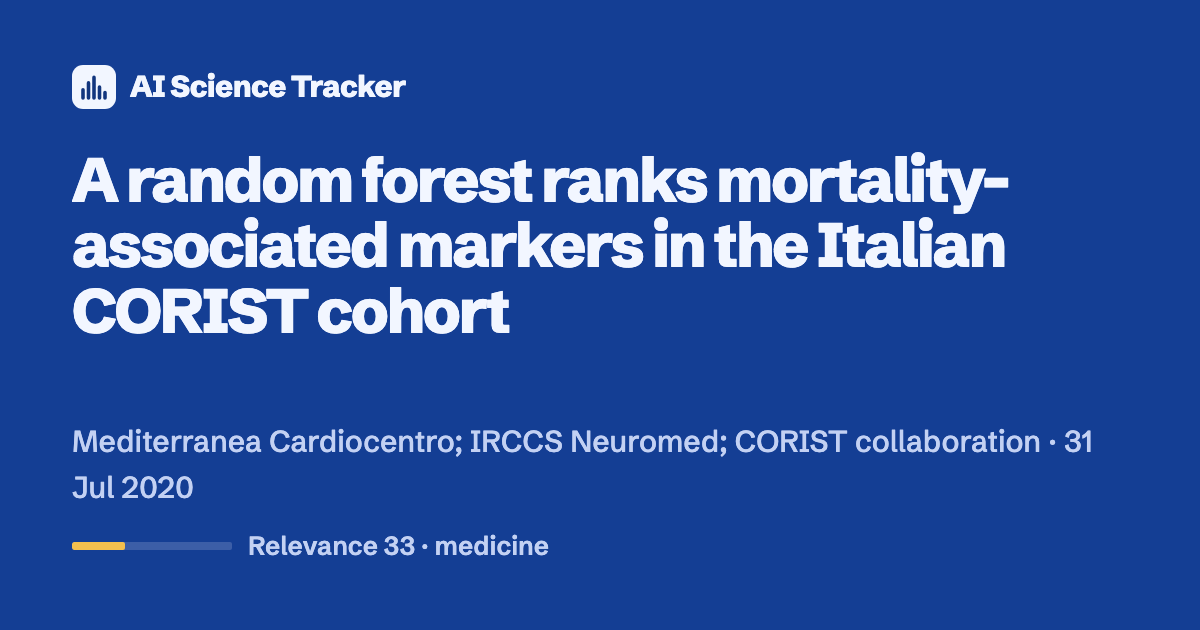 AI Science Tracker
A random forest ranks mortality-
associated markers in the Italian
CORIST cohort
Mediterranea Cardiocentro; IRCCS Neuromed; CORIST collaboration · 31
Jul 2020
Relevance 33 · medicine